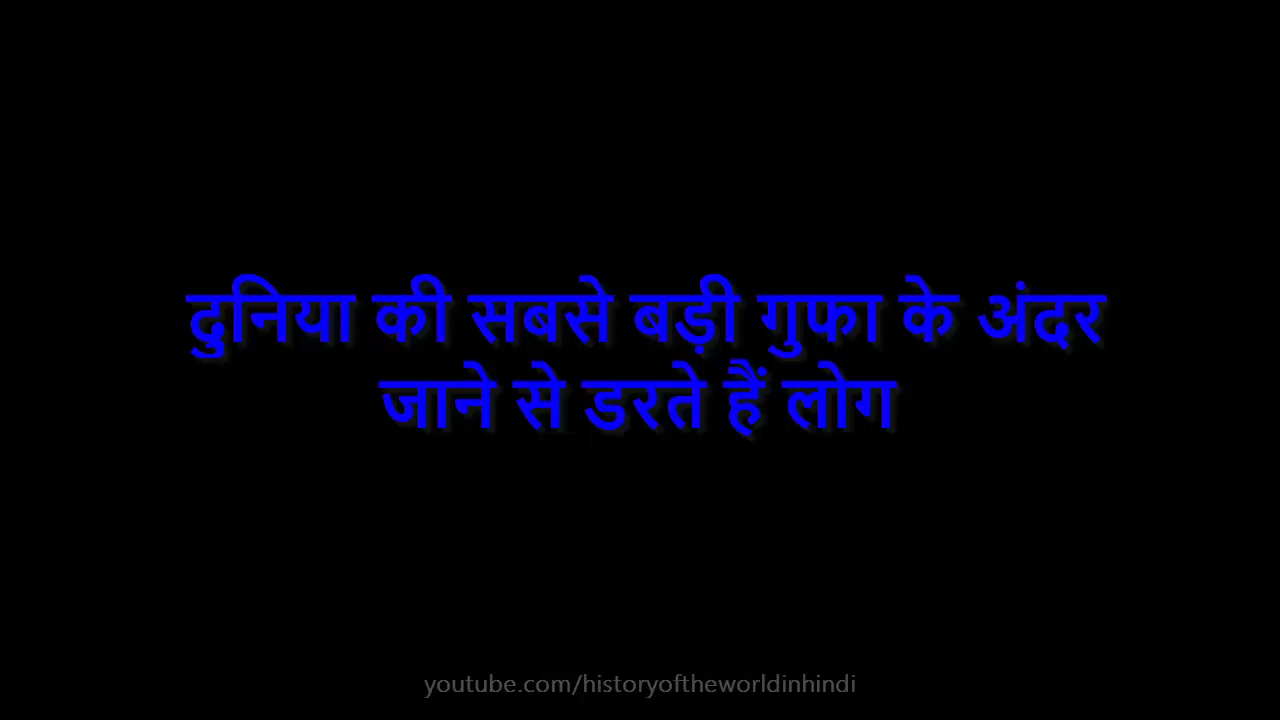 दुनिया की सबसे बड़ी गुफा के अंदर
जाने से डरते हैं लोग
youtube.com/historyoftheworldinhindi